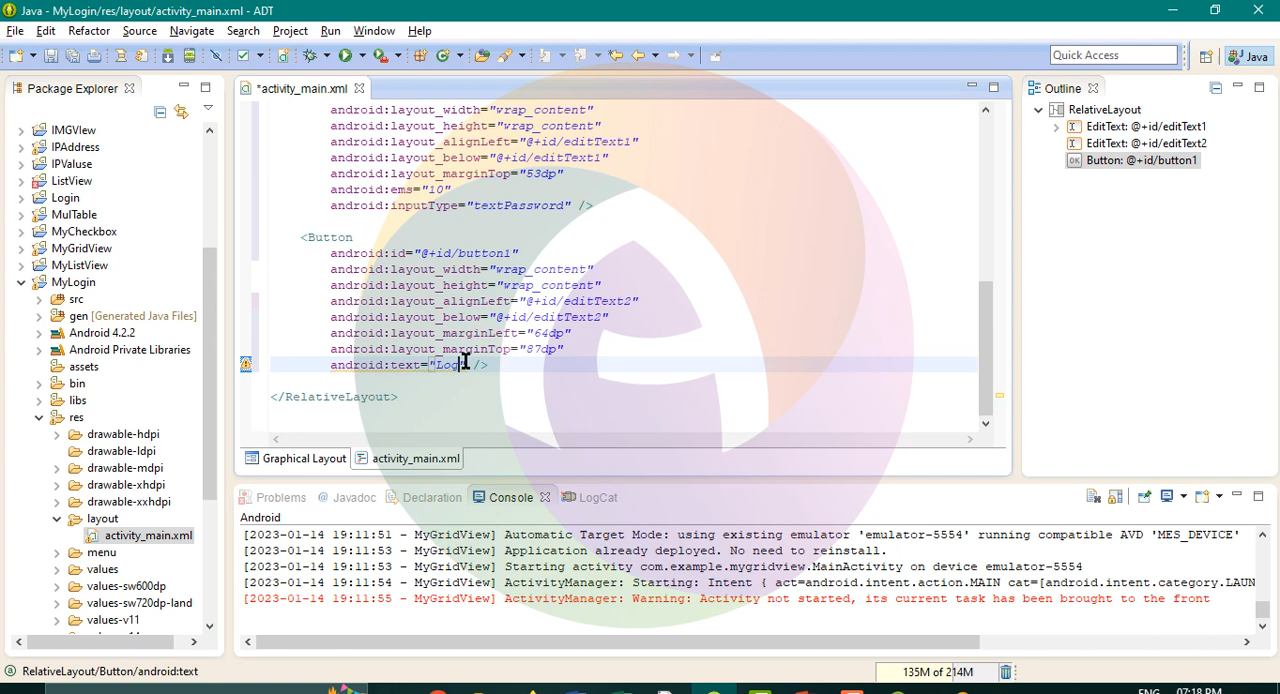 Java - MyLogin/res/layout/activity_main.xml - ADT
File Edit Refactor Source Navigate Search Project Run Window Help
Quick Access
Java
Package Explorer
IMGVIew
IPAddress
IPValuse
ListView
Login
MulTable
MyCheckbox
MyGridView
MyListView
MyLogin
src
gen [Generated Java Files]
Android 4.2.2
Android Private Libraries
assets
bin
libs
res
drawable-hdpi
drawable-ldpi
drawable-mdpi
drawable-xhdpi
drawable-xxhdpi
layout
activity_main.xml
menu
values
values-sw600dp
values-sw720dp-land
values-v11
*activity_main.xml
android:layout_width="wrap_content"
android:layout_height="wrap_content"
android:layout_alignLeft="@+id/editText1"
android:layout_below="@+id/editText1"
android:layout_marginTop="53dp"
android:ems="10"
android:inputType="textPassword" />
<Button
android:id="@+id/button1"
android:layout_width="wrap_content"
android:layout_height="wrap_content"
android:layout_alignLeft="@+id/editText2"
android:layout_below="@+id/editText2"
android:layout_marginLeft="64dp"
android:layout_marginTop="87dp"
android:text="Log" />
</RelativeLayout>
Graphical Layout activity_main.xml
Outline
RelativeLayout
EditText: @+id/editText1
EditText: @+id/editText2
OK Button: @+id/button1
Problems Javadoc Declaration Console LogCat
Android
[2023-01-14 19:11:51 - MyGridView] Automatic Target Mode: using existing emulator 'emulator-5554' running compatible AVD 'MES_DEVICE'
[2023-01-14 19:11:53 - MyGridView] Application already deployed. No need to reinstall.
[2023-01-14 19:11:53 - MyGridView] Starting activity com.example.mygridview.MainActivity on device emulator-5554
[2023-01-14 19:11:54 - MyGridView] ActivityManager: Starting: Intent { act=android.intent.action.MAIN cat=[android.intent.category.LAUN
[2023-01-14 19:11:55 - MyGridView] ActivityManager: Warning: Activity not started, its current task has been brought to the front
RelativeLayout/Button/android:text
135M of 214M
ENG 07:18 PM